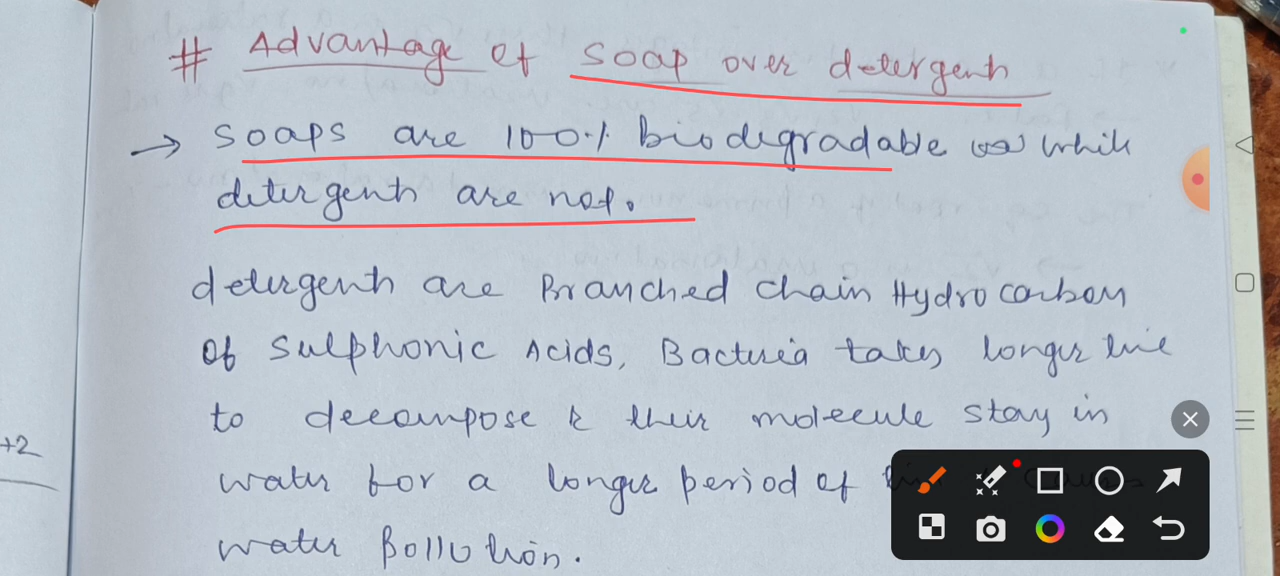 # Advantage of Soap over detergent
→ Soaps are 100% biodegradable while
detergent are not.
detergent are Branched chain Hydrocarbon
of Sulphonic Acids, Bacteria takes longer time
to decompose & their molecule stay in
water for a longer period of
water Pollution.
+2